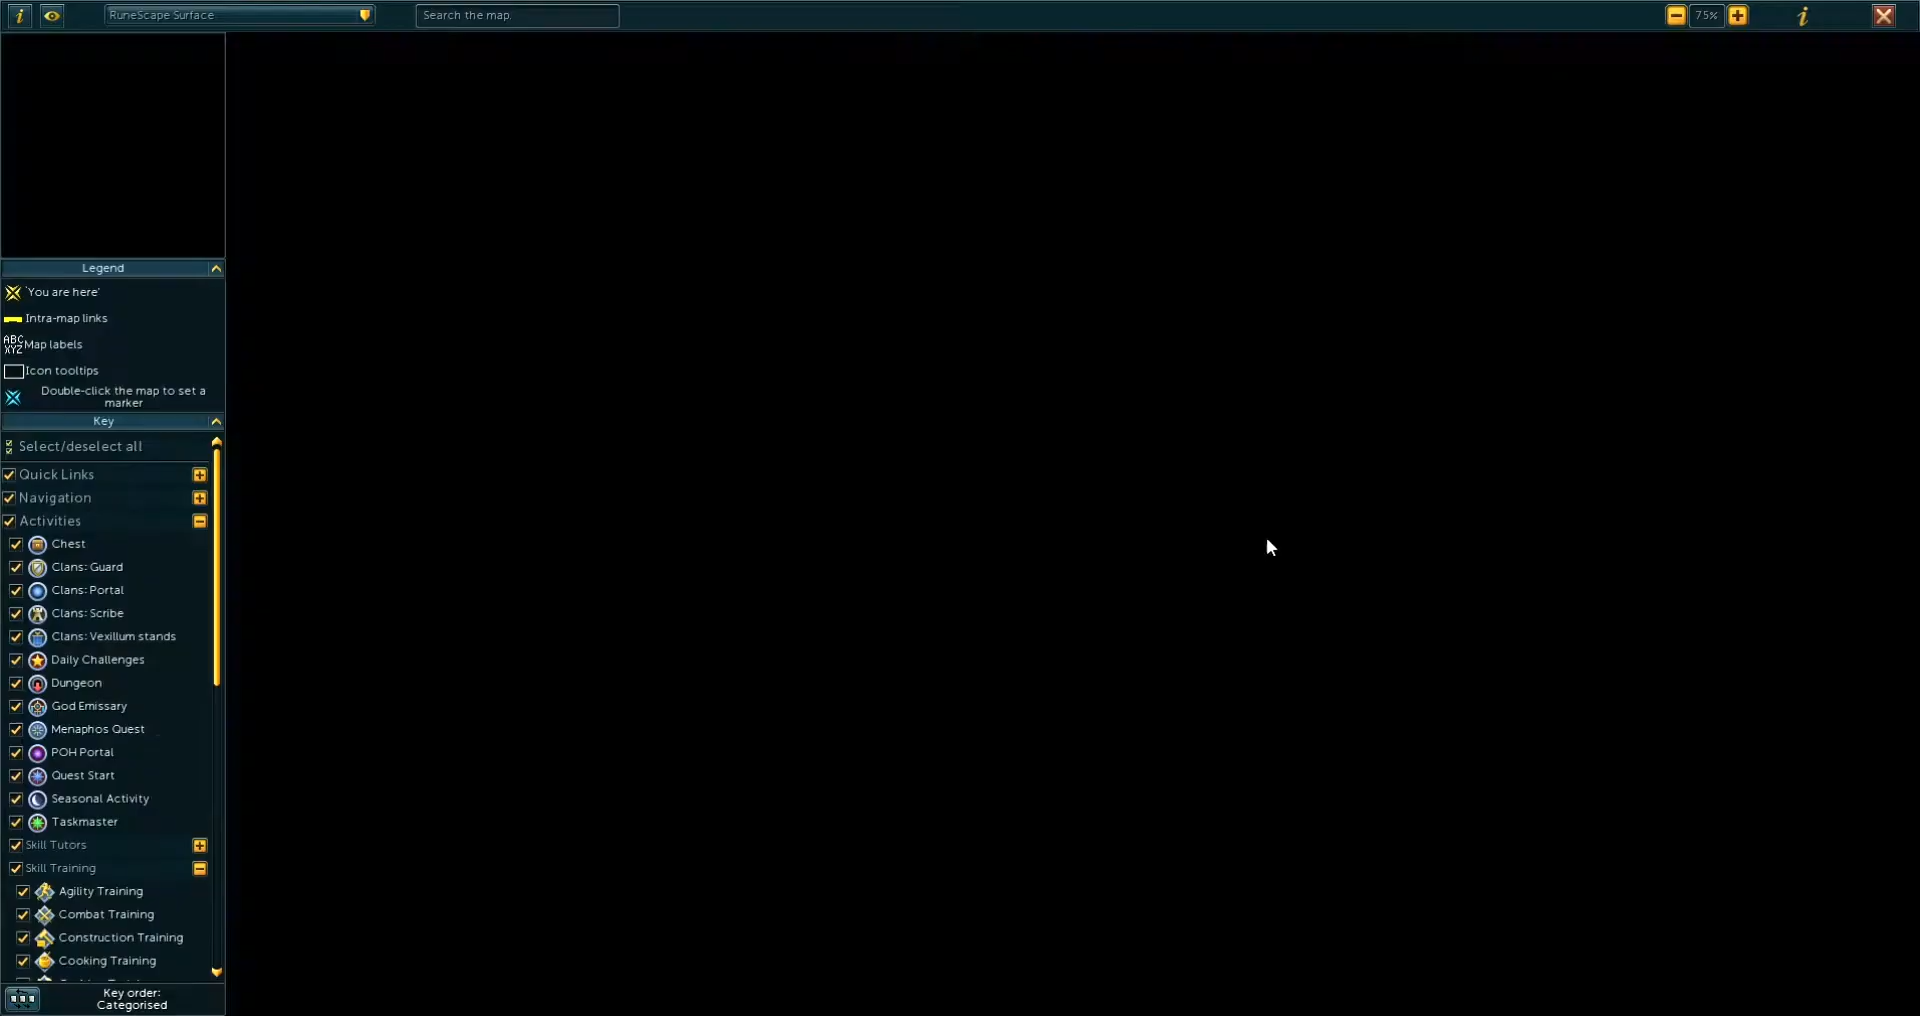 RuneScape Surface
Search the map.
75%
Legend
'You are here'
Intra-map links
ABC
XYZ
Map labels
Icon tooltips
Double-click the map to set a
marker
Key
Select/deselect all
Quick Links
Navigation
Activities
Chest
Clans: Guard
Clans: Portal
Clans: Scribe
Clans: Vexillum stands
Daily Challenges
Dungeon
God Emissary
Menaphos Quest
POH Portal
Quest Start
Seasonal Activity
Taskmaster
Skill Tutors
Skill Training
Agility Training
Combat Training
Construction Training
Cooking Training
Key order:
Categorised